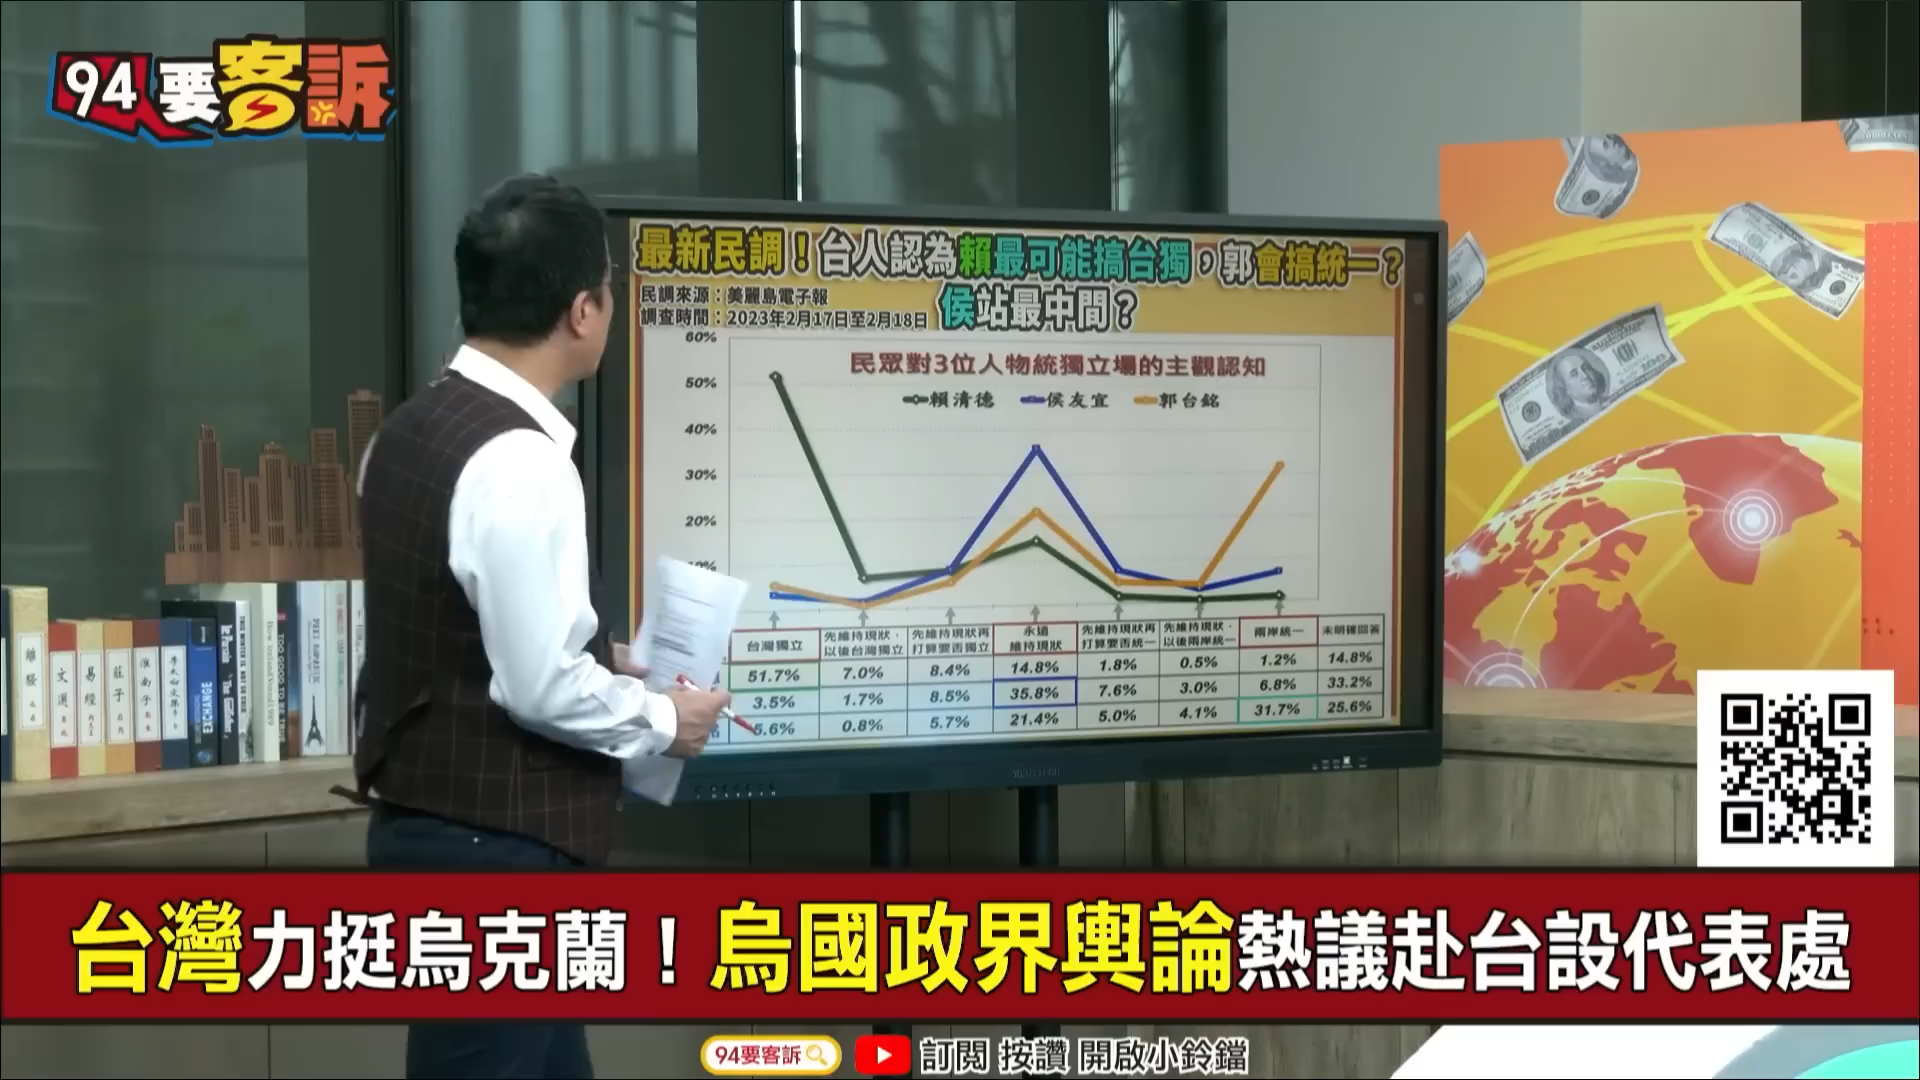 94要客訴
最新民調！台人認為賴最可能搞台獨，郭會搞統一？
民調來源：美麗島電子報
調查時間：2023年2月17日至2月18日
侯站最中間？
民眾對3位人物統獨立場的主觀認知
賴清德 侯友宜 郭台銘
60%
50%
40%
30%
20%
台灣獨立 先維持現狀，以後台灣獨立 先維持現狀再打算要否獨立 永遠維持現狀 先維持現狀再打算要否統一 先維持現狀，以後兩岸統一 兩岸統一 未明確回答
51.7% 7.0% 8.4% 14.8% 1.8% 0.5% 1.2% 14.8%
3.5% 1.7% 8.5% 35.8% 7.6% 3.0% 6.8% 33.2%
5.6% 0.8% 5.7% 21.4% 5.0% 4.1% 31.7% 25.6%
離騷
文選
易經
莊子
淮南子
EXCHANGE
台灣力挺烏克蘭！烏國政界輿論熱議赴台設代表處
94要客訴
訂閱 按讚 開啟小鈴鐺